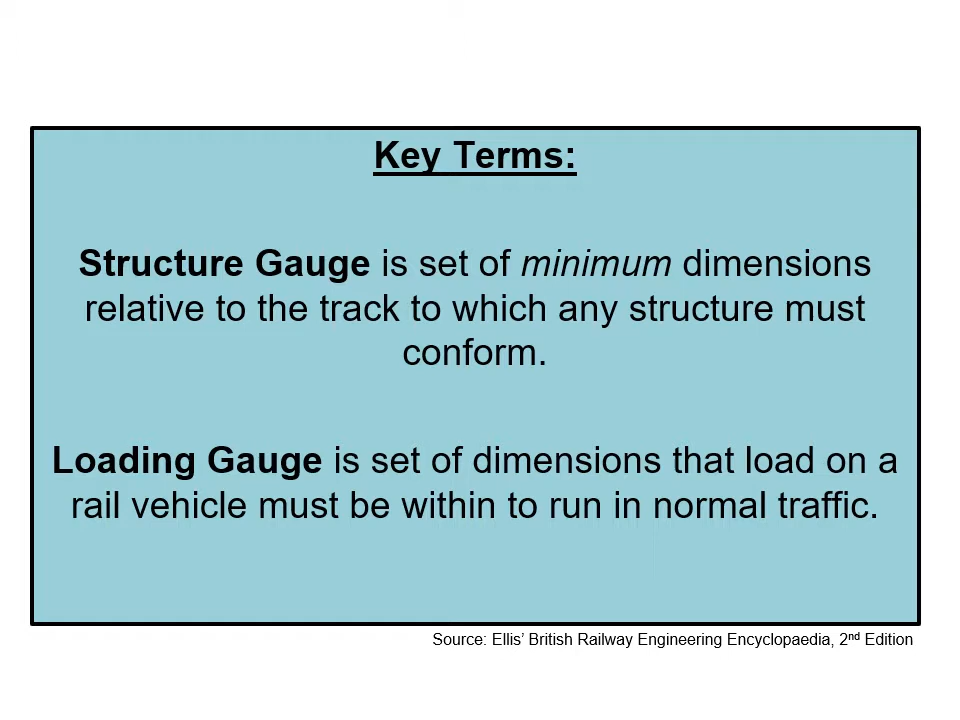 Key Terms:
Structure Gauge is set of minimum dimensions
relative to the track to which any structure must
conform.
Loading Gauge is set of dimensions that load on a
rail vehicle must be within to run in normal traffic.
Source: Ellis’ British Railway Engineering Encyclopaedia, 2nd Edition